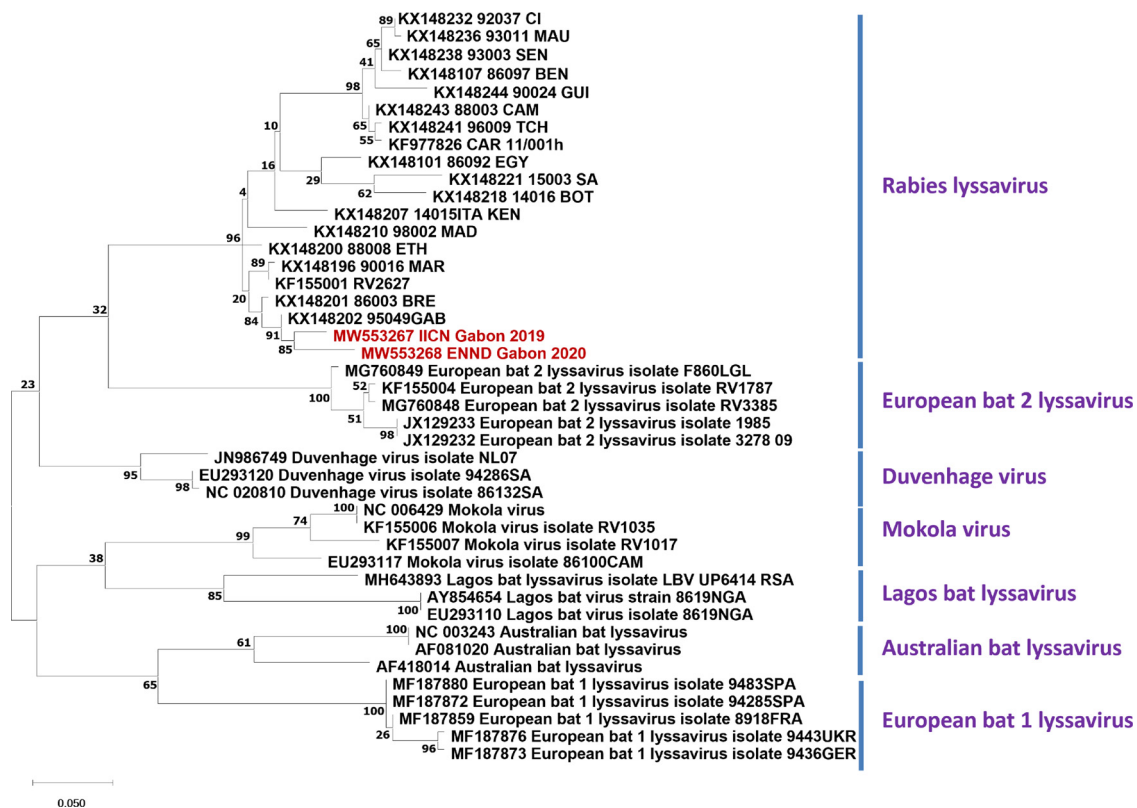 KX148232 92037 CI
89
KX148236 93011 MAU
65
KX148238 93003 SEN
41
KX148107 86097 BEN
98
KX148244 90024 GUI
KX148243 88003 CAM
10
65
KX148241 96009 TCH
55
KF977826 CAR 11/001h
KX148101 86092 EGY
16
29
KX148221 15003 SA
Rabies lyssavirus
4
62
KX148218 14016 BOT
KX148207 14015ITA KEN
KX148210 98002 MAD
96
KX148200 88008 ETH
89
KX148196 90016 MAR
KF155001 RV2627
20
KX148201 86003 BRE
32
84
KX148202 95049GAB
91
MW553267 IICN Gabon 2019
85
MW553268 ENND Gabon 2020
MG760849 European bat 2 lyssavirus isolate F860LGL
23
52
KF155004 European bat 2 lyssavirus isolate RV1787
100
MG760848 European bat 2 lyssavirus isolate RV3385
European bat 2 lyssavirus
51
JX129233 European bat 2 lyssavirus isolate 1985
98
JX129232 European bat 2 lyssavirus isolate 3278 09
JN986749 Duvenhage virus isolate NL07
95
EU293120 Duvenhage virus isolate 94286SA
Duvenhage virus
98
NC 020810 Duvenhage virus isolate 86132SA
100
NC 006429 Mokola virus
74
KF155006 Mokola virus isolate RV1035
Mokola virus
99
KF155007 Mokola virus isolate RV1017
38
EU293117 Mokola virus isolate 86100CAM
MH643893 Lagos bat lyssavirus isolate LBV UP6414 RSA
85
AY854654 Lagos bat virus strain 8619NGA
Lagos bat lyssavirus
100
EU293110 Lagos bat virus isolate 8619NGA
100
NC 003243 Australian bat lyssavirus
61
AF081020 Australian bat lyssavirus
Australian bat lyssavirus
AF418014 Australian bat lyssavirus
65
MF187880 European bat 1 lyssavirus isolate 9483SPA
MF187872 European bat 1 lyssavirus isolate 94285SPA
100
MF187859 European bat 1 lyssavirus isolate 8918FRA
European bat 1 lyssavirus
26
MF187876 European bat 1 lyssavirus isolate 9443UKR
96
MF187873 European bat 1 lyssavirus isolate 9436GER
0.050